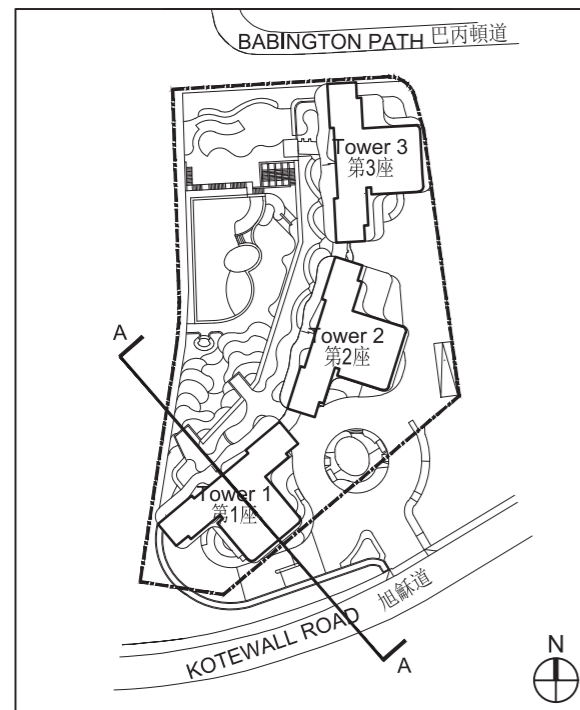 BABINGTON PATH 巴丙頓道
Tower 3
第3座
Tower 2
第2座
A
Tower 1
第1座
KOTEWALL ROAD 旭龢道
A
N